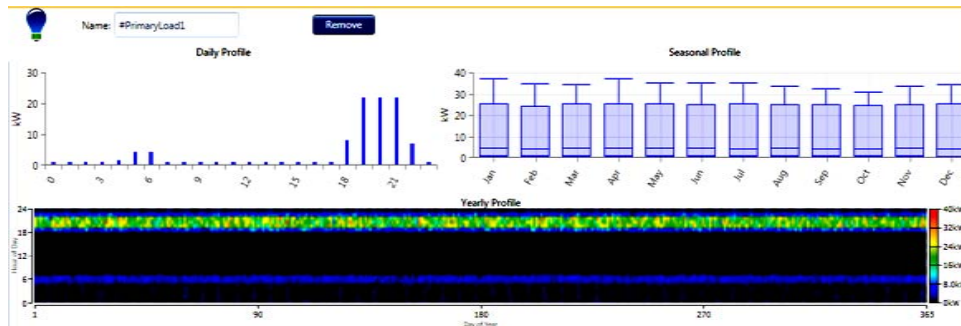 Name: #PrimaryLoad1 Remove
Daily Profile
30
20
10
0
kW
0 3 6 9 12 15 18 21
Seasonal Profile
40
30
20
10
0
kW
Jan Feb Mar Apr May Jun Jul Aug Sep Oct Nov Dec
Yearly Profile
24
18
12
6
0
Hour of Day
1 90 180 270 365
Day of Year
40kW
32kW
24kW
16kW
8.0kW
0kW